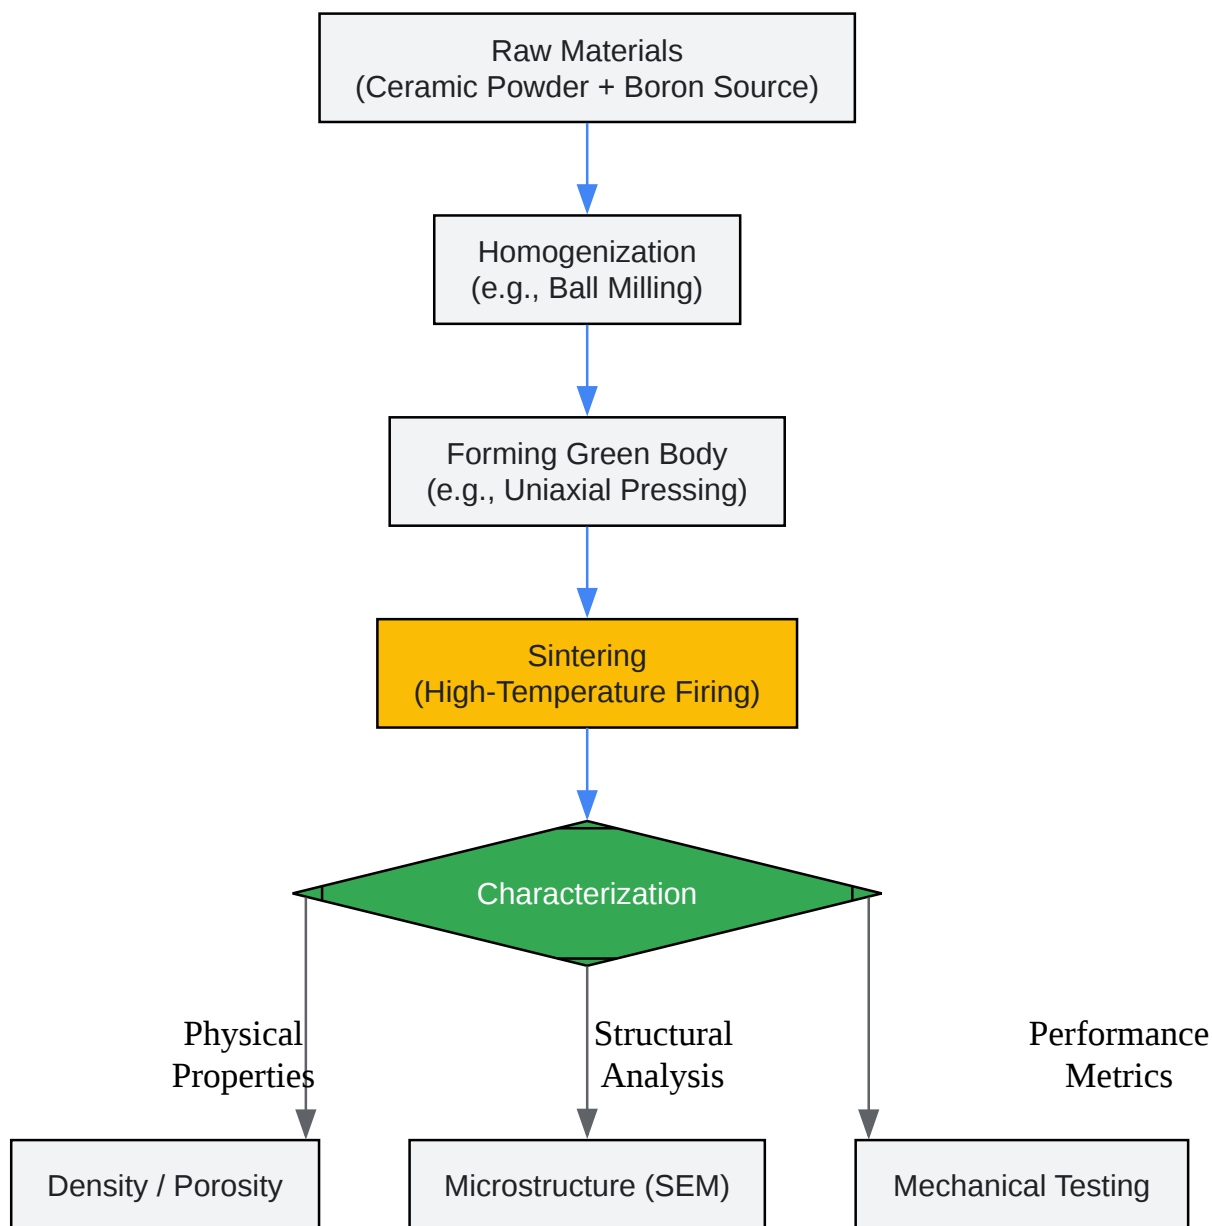 Raw Materials
(Ceramic Powder + Boron Source)
Homogenization
(e.g., Ball Milling)
Forming Green Body
(e.g., Uniaxial Pressing)
Sintering
(High-Temperature Firing)
Characterization
Physical
Properties
Structural
Analysis
Performance
Metrics
Density / Porosity
Microstructure (SEM)
Mechanical Testing